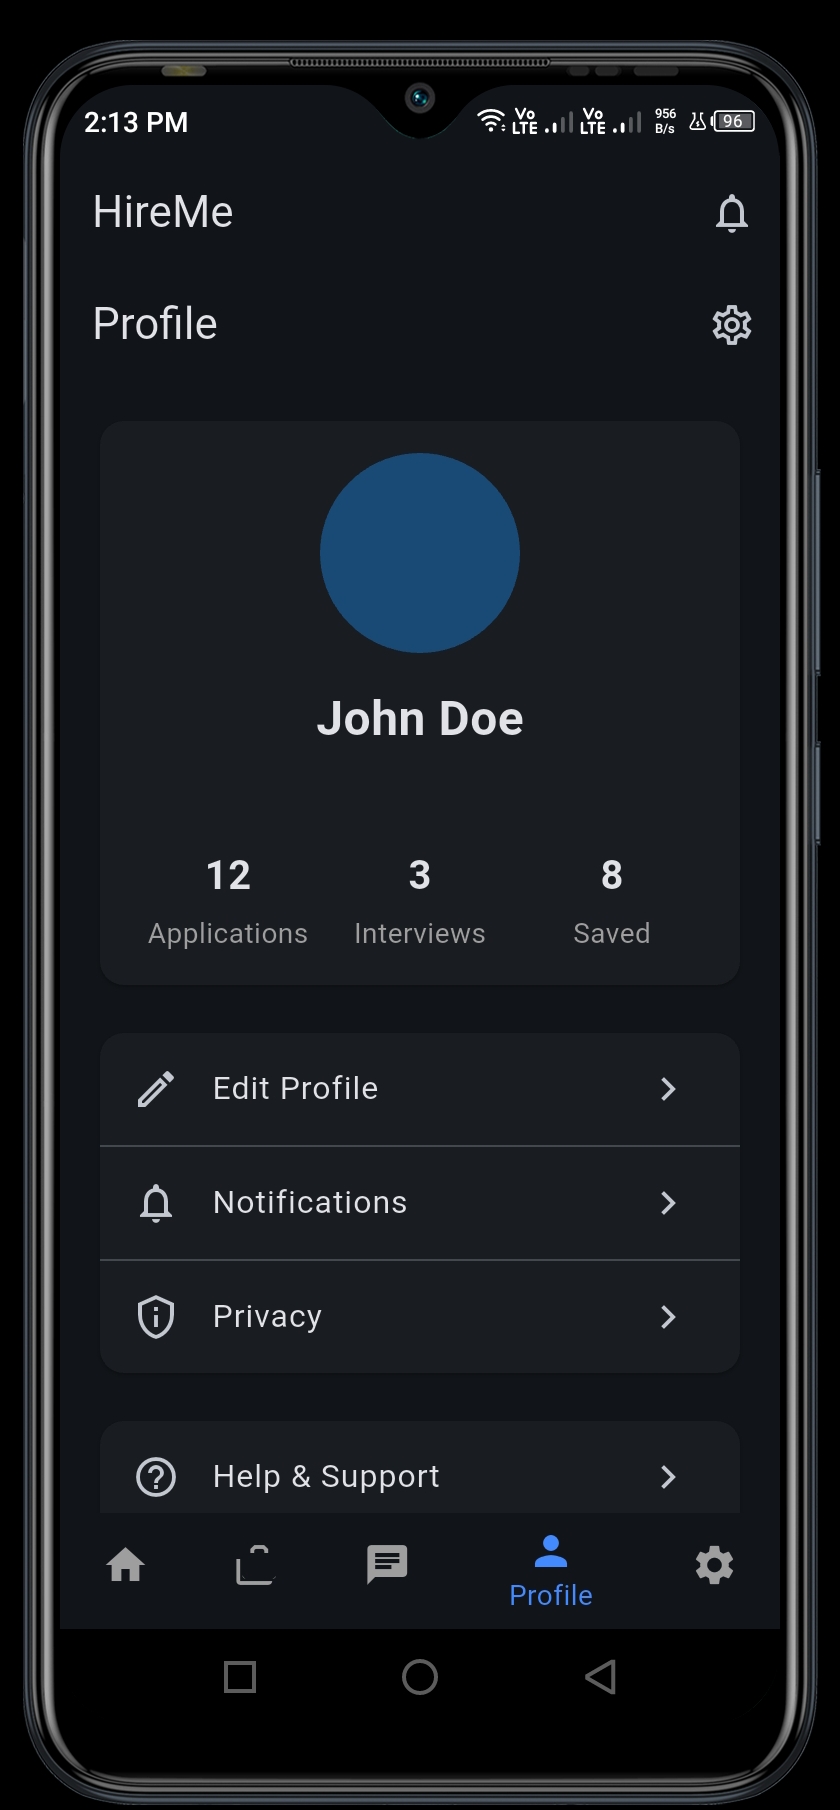 2:13 PM Vo LTE Vo LTE 956 B/s 96
HireMe
Profile
John Doe
12 3 8
Applications Interviews Saved
Edit Profile
Notifications
Privacy
Help & Support
Profile